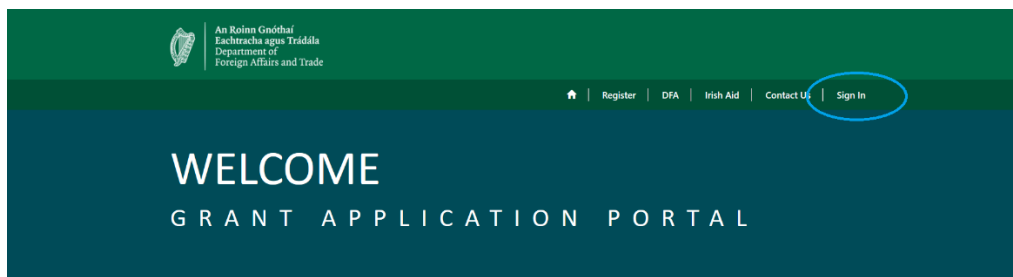 An Roinn Gnóthaí
Eachtracha agus Trádála
Department of
Foreign Affairs and Trade
Register | DFA | Irish Aid | Contact Us | Sign In
WELCOME
GRANT APPLICATION PORTAL